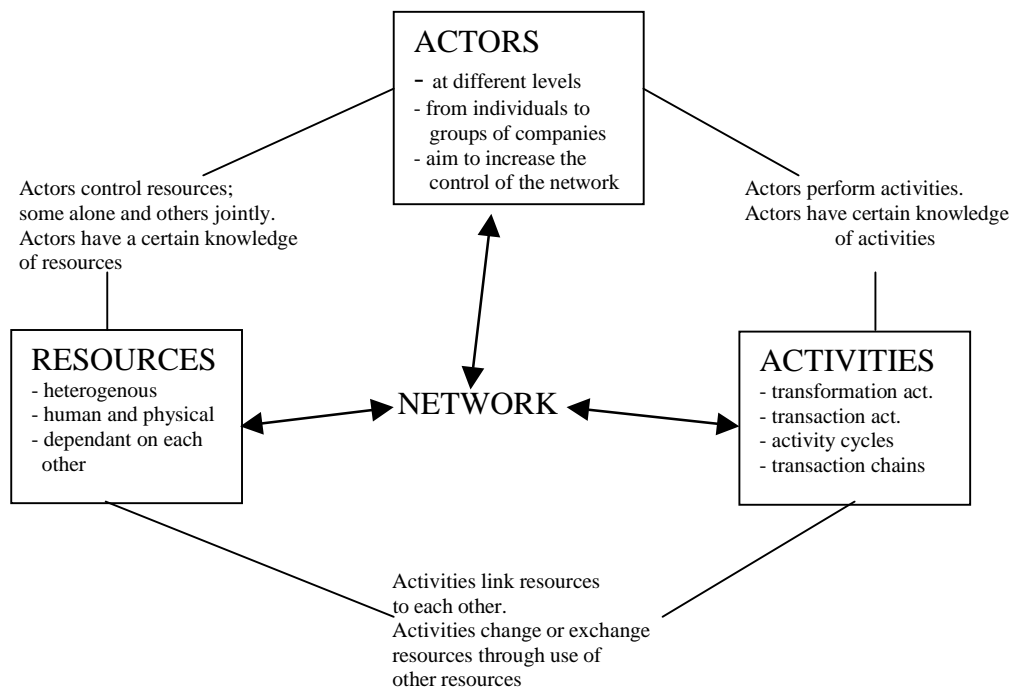 ACTORS
- at different levels
- from individuals to
groups of companies
- aim to increase the
control of the network
Actors control resources;
some alone and others jointly.
Actors have a certain knowledge
of resources
Actors perform activities.
Actors have certain knowledge
of activities
RESOURCES
- heterogenous
- human and physical
- dependant on each
other
NETWORK
ACTIVITIES
- transformation act.
- transaction act.
- activity cycles
- transaction chains
Activities link resources
to each other.
Activities change or exchange
resources through use of
other resources